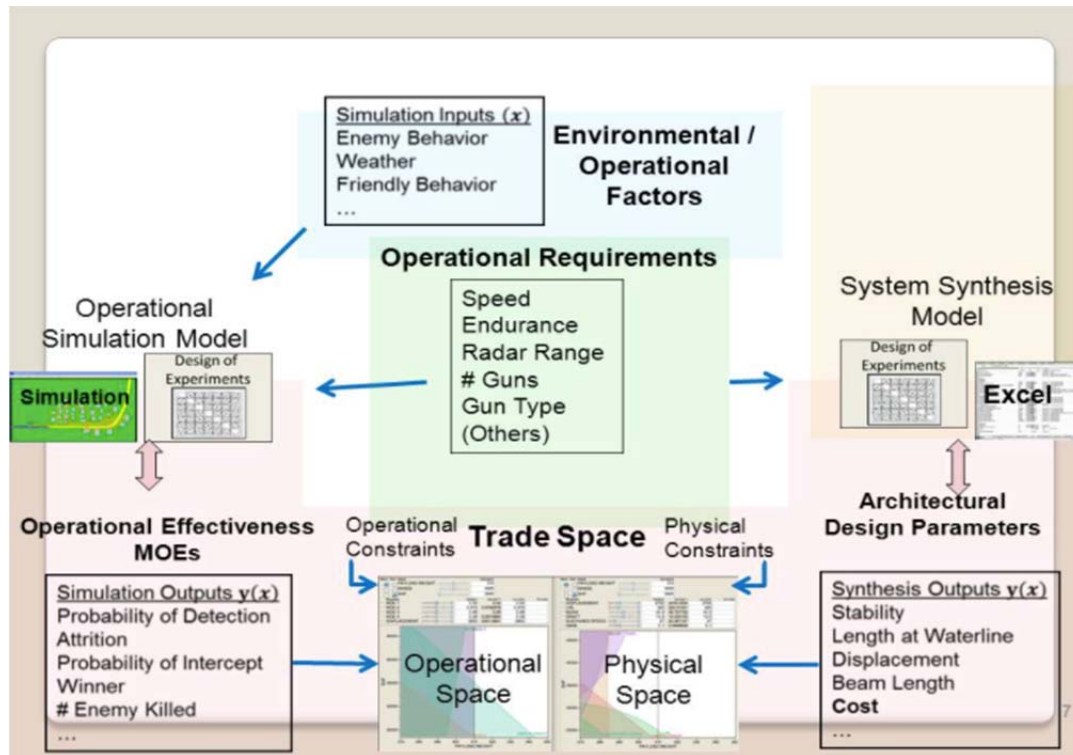 Simulation Inputs (x)
Enemy Behavior
Weather
Friendly Behavior
...
Environmental /
Operational
Factors
Operational Requirements
Speed
Endurance
Radar Range
# Guns
Gun Type
(Others)
Operational
Simulation Model
Design of
Experiments
Simulation
System Synthesis
Model
Design of
Experiments
Excel
Operational Effectiveness
MOEs
Simulation Outputs y(x)
Probability of Detection
Attrition
Probability of Intercept
Winner
# Enemy Killed
...
Operational
Constraints
Trade Space
Physical
Constraints
Operational
Space
Physical
Space
Architectural
Design Parameters
Synthesis Outputs y(x)
Stability
Length at Waterline
Displacement
Beam Length
Cost
...
7